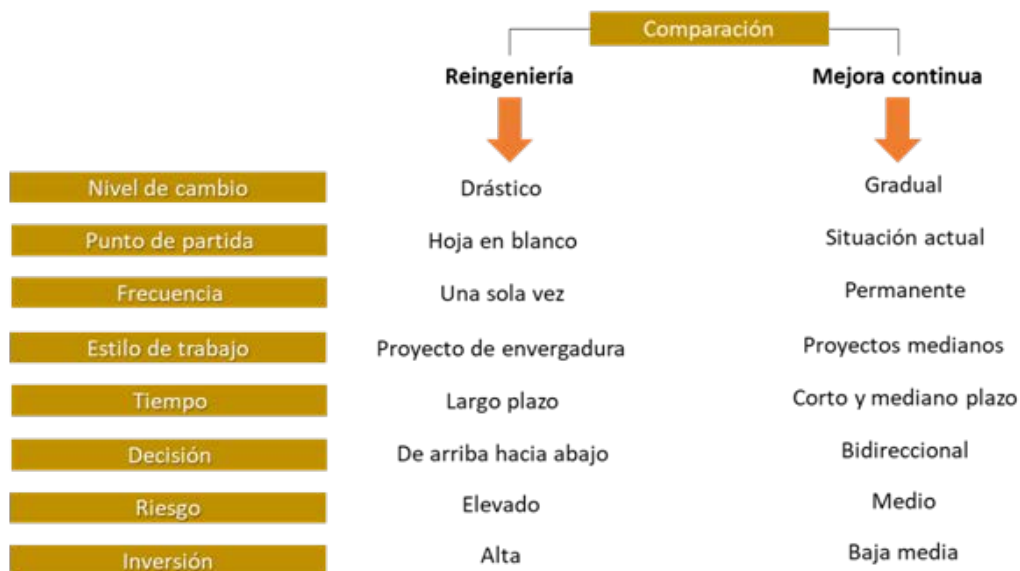 Comparación
Reingeniería Mejora continua
Nivel de cambio Drástico Gradual
Punto de partida Hoja en blanco Situación actual
Frecuencia Una sola vez Permanente
Estilo de trabajo Proyecto de envergadura Proyectos medianos
Tiempo Largo plazo Corto y mediano plazo
Decisión De arriba hacia abajo Bidireccional
Riesgo Elevado Medio
Inversión Alta Baja media